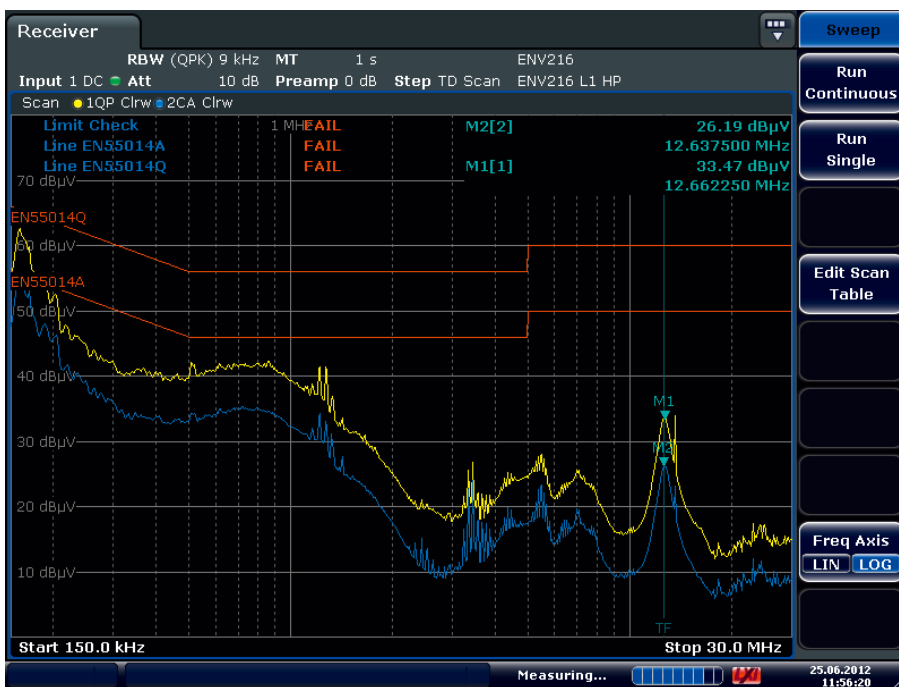 Receiver
RBW (QPK) 9 kHz MT 1 s ENV216
Input 1 DC Att 10 dB Preamp 0 dB Step TD Scan ENV216 L1 HP
Scan 1QP Clrw 2CA Clrw
Limit Check FAIL M2[2] 26.19 dBµV
Line EN55014A FAIL 12.637500 MHz
Line EN55014Q FAIL M1[1] 33.47 dBµV
12.662250 MHz
70 dBµV
EN55014Q
60 dBµV
EN55014A
50 dBµV
40 dBµV
M1
30 dBµV
M2
20 dBµV
10 dBµV
TF
Start 150.0 kHz Stop 30.0 MHz
Measuring... LXI 25.06.2012
11:56:20
Sweep
Run
Continuous
Run
Single
Edit Scan
Table
Freq Axis
LIN LOG